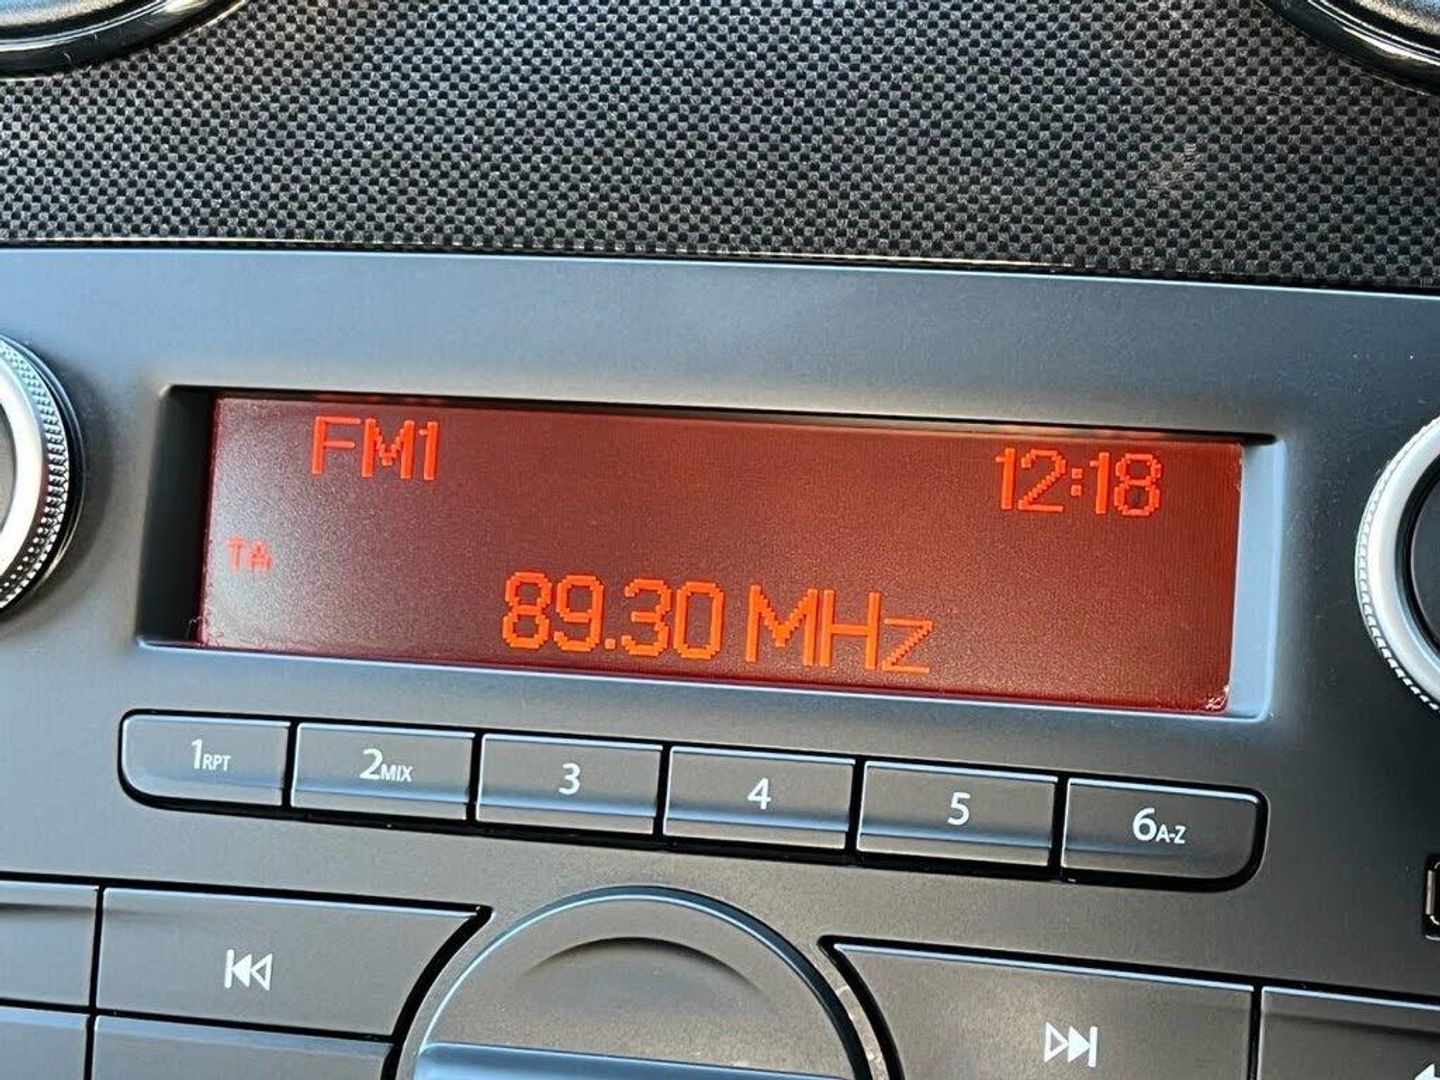 FM1 12:18
TA
89.30 MHz
1RPT 2MIX 3 4 5 6A-Z